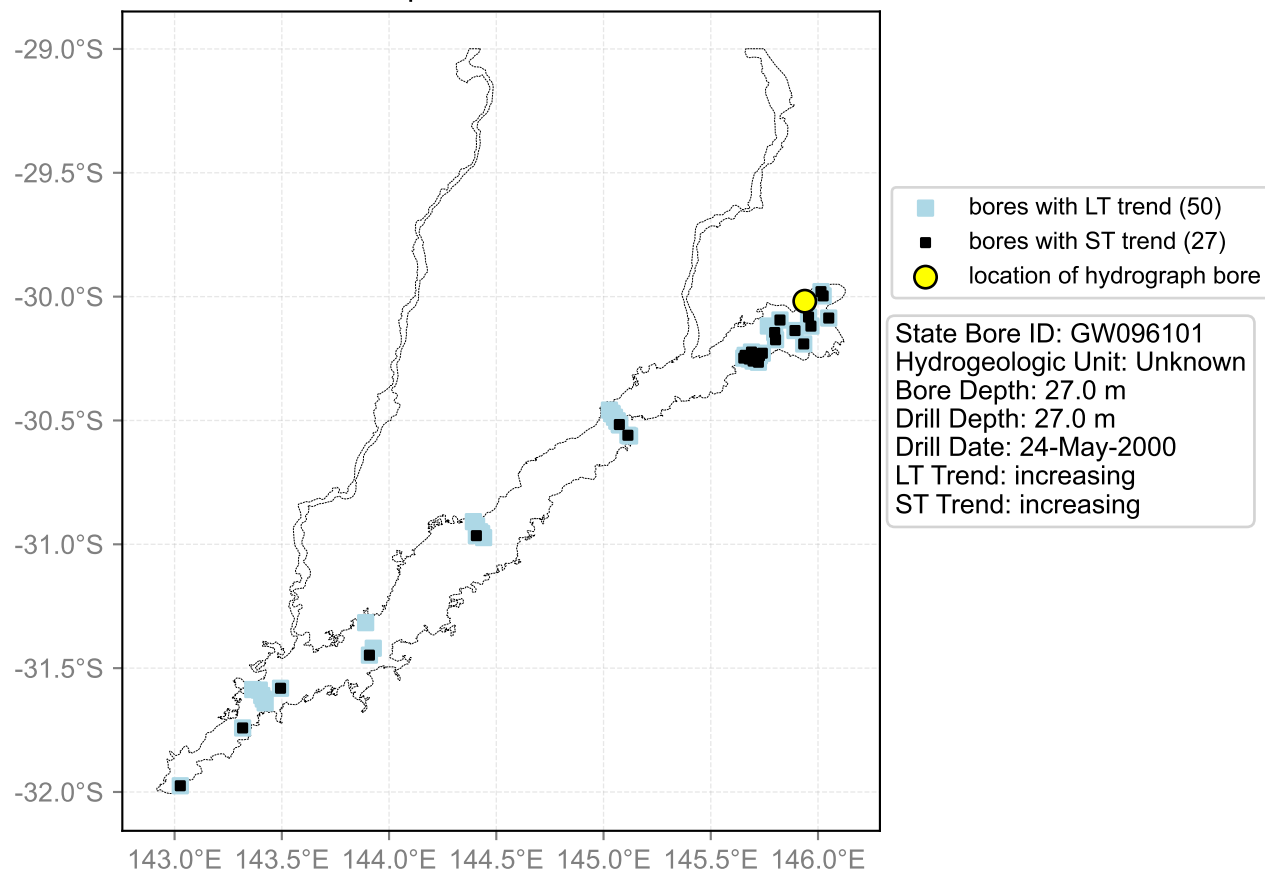 -29.0°S
-29.5°S
-30.0°S
-30.5°S
-31.0°S
-31.5°S
-32.0°S
143.0°E 143.5°E 144.0°E 144.5°E 145.0°E 145.5°E 146.0°E
bores with LT trend (50)
bores with ST trend (27)
location of hydrograph bore
State Bore ID: GW096101
Hydrogeologic Unit: Unknown
Bore Depth: 27.0 m
Drill Depth: 27.0 m
Drill Date: 24-May-2000
LT Trend: increasing
ST Trend: increasing